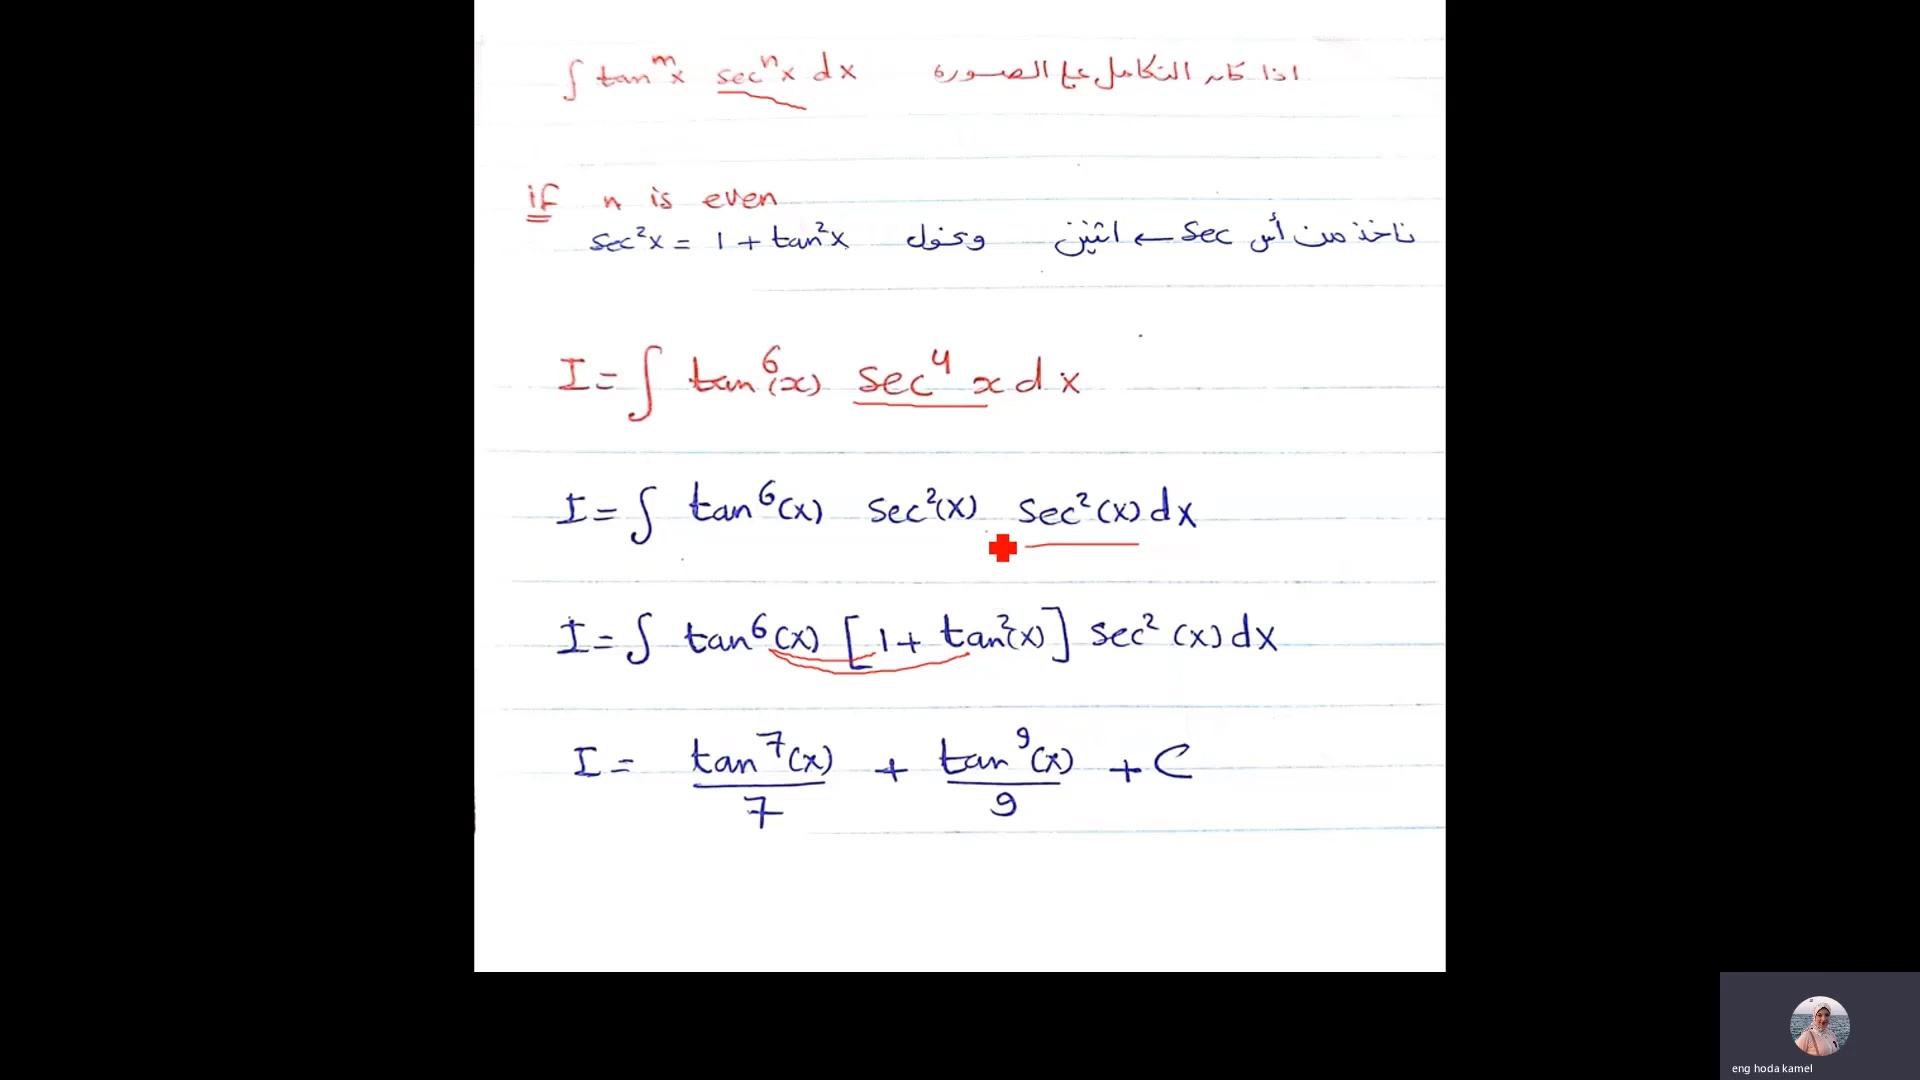 ∫ tan^m x sec^n x dx اذا كان التكامل على الصورة
if n is even
ناخذ من أس sec ← اثنين ونحول sec²x = 1 + tan²x
I = ∫ tan⁶(x) sec⁴ x dx
I = ∫ tan⁶(x) sec²(x) sec²(x) dx
I = ∫ tan⁶(x) [1 + tan²(x)] sec²(x) dx
I = tan⁷(x)/7 + tan⁹(x)/9 + C
eng hoda kamel